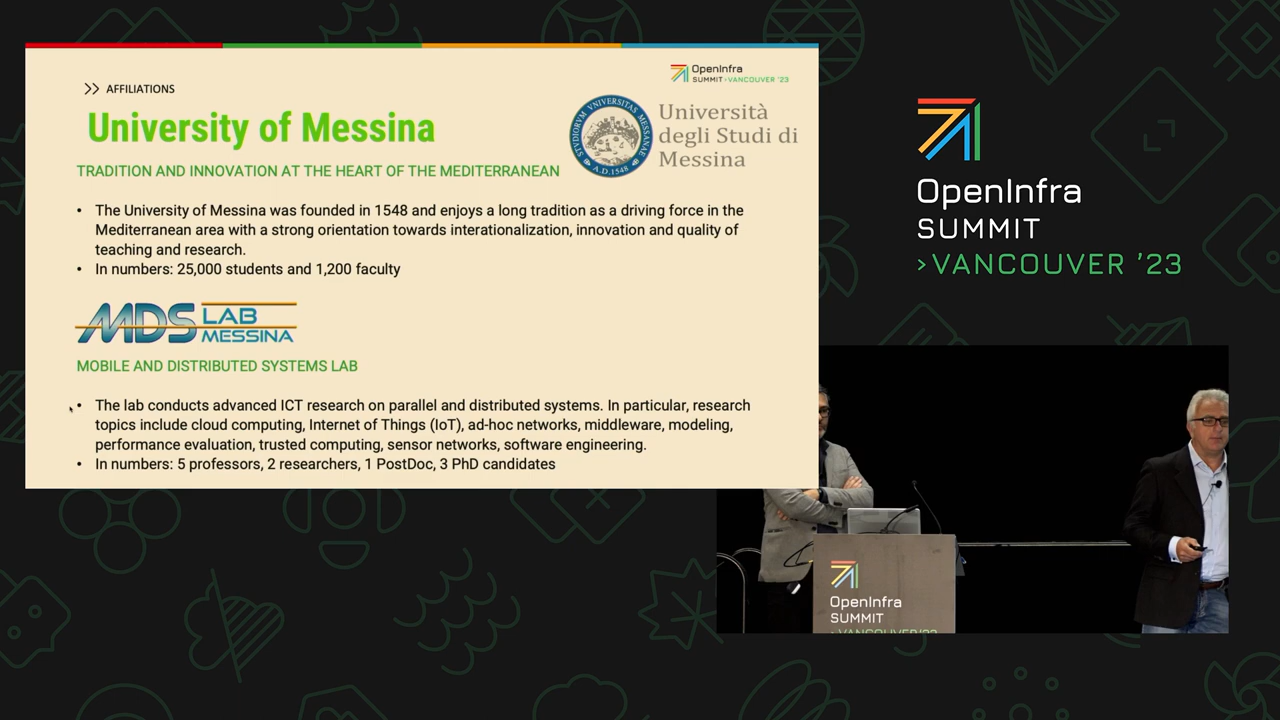 OpenInfra
SUMMIT >VANCOUVER '23
>> AFFILIATIONS
University of Messina
STUDIORUM VNIVERSITAS MESSANAE
A.D.1548
Università
degli Studi di
Messina
TRADITION AND INNOVATION AT THE HEART OF THE MEDITERRANEAN
• The University of Messina was founded in 1548 and enjoys a long tradition as a driving force in the
Mediterranean area with a strong orientation towards interationalization, innovation and quality of
teaching and research.
• In numbers: 25,000 students and 1,200 faculty
MDS LAB
MESSINA
MOBILE AND DISTRIBUTED SYSTEMS LAB
• The lab conducts advanced ICT research on parallel and distributed systems. In particular, research
topics include cloud computing, Internet of Things (IoT), ad-hoc networks, middleware, modeling,
performance evaluation, trusted computing, sensor networks, software engineering.
• In numbers: 5 professors, 2 researchers, 1 PostDoc, 3 PhD candidates
OpenInfra
SUMMIT
>VANCOUVER '23
OpenInfra
SUMMIT
>VANCOUVER'23